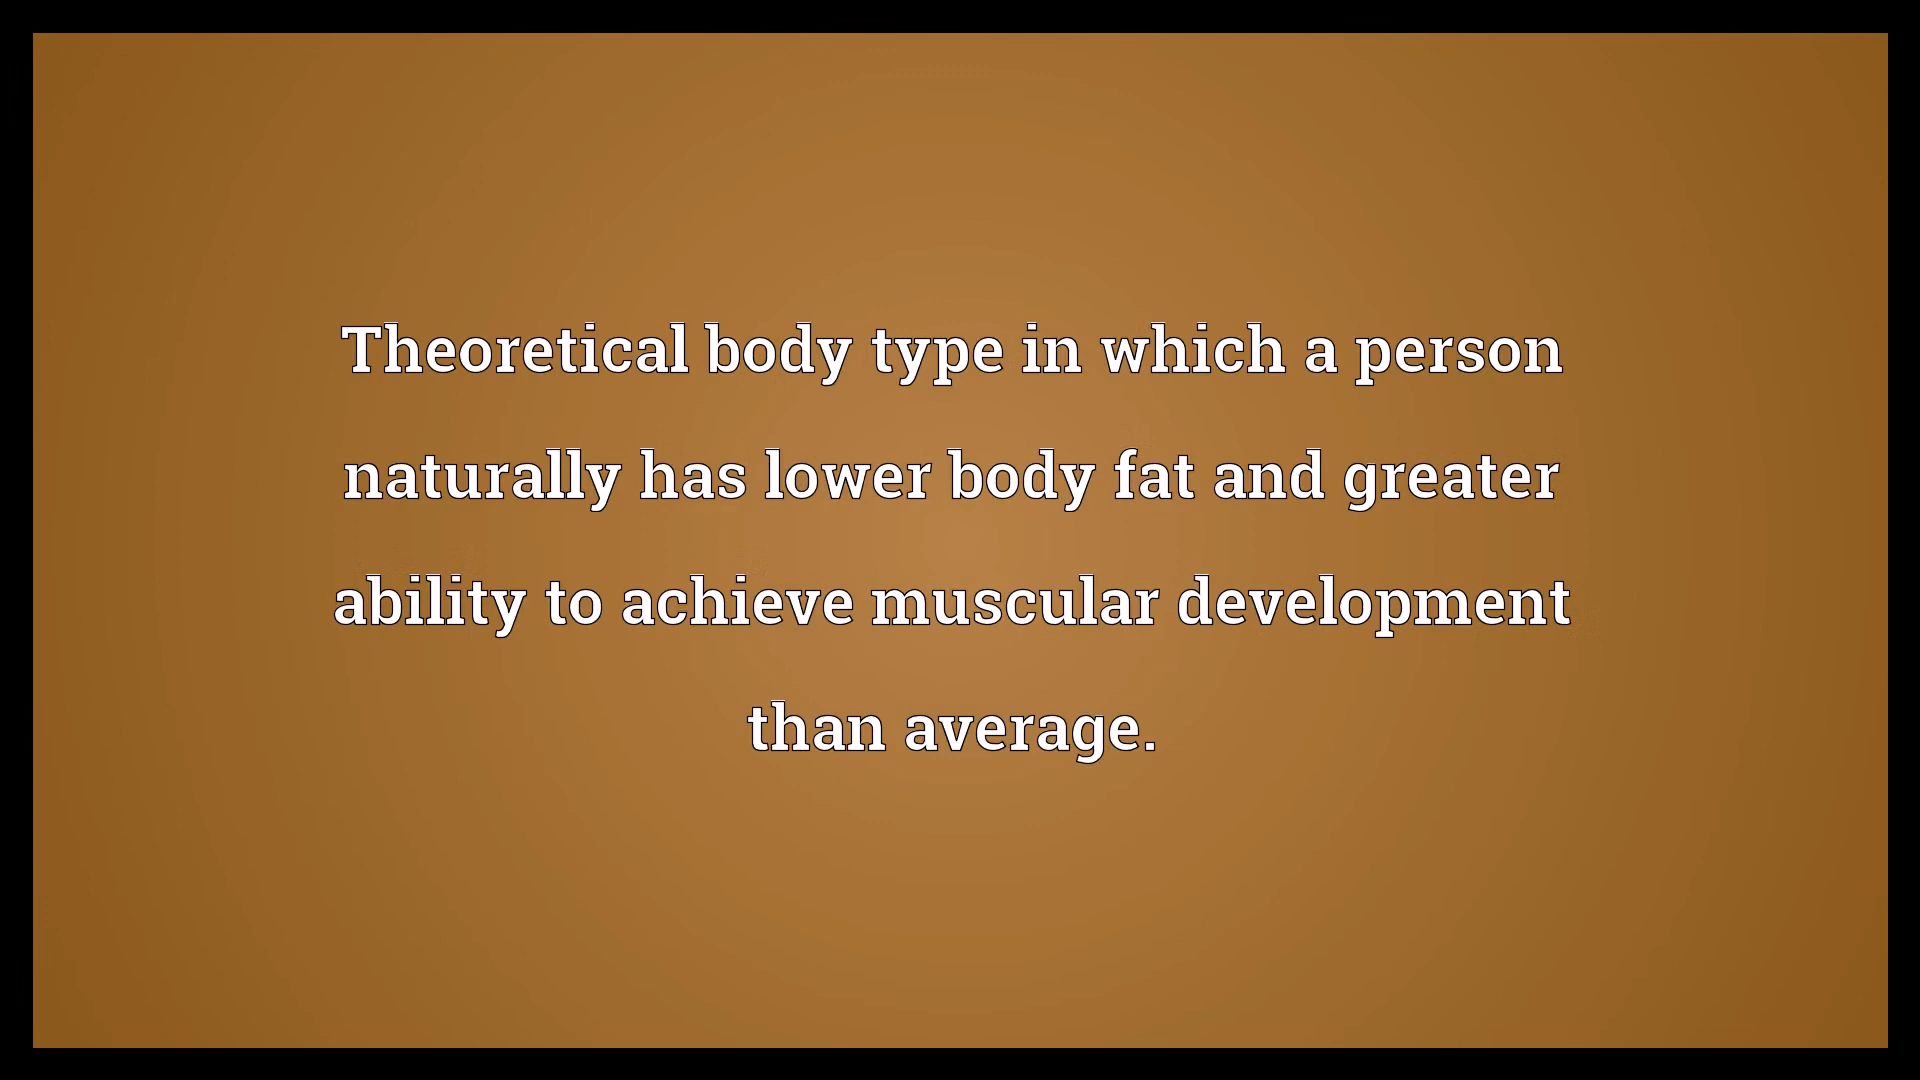 Theoretical body type in which a person
naturally has lower body fat and greater
ability to achieve muscular development
than average.